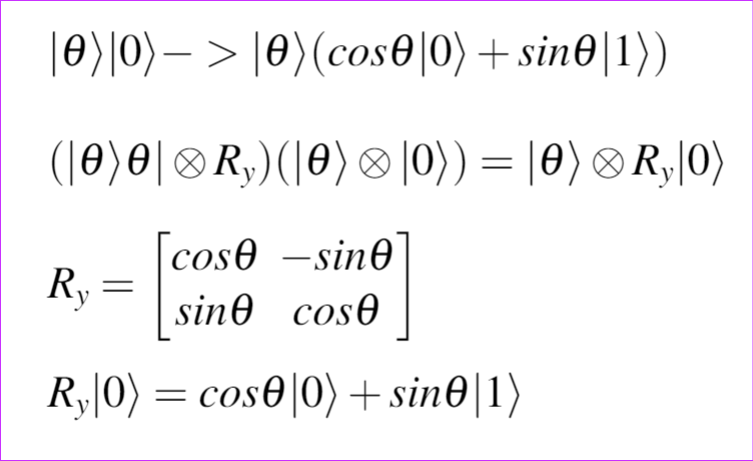 |θ⟩|0⟩− > |θ⟩(cosθ|0⟩ + sinθ|1⟩)
(|θ⟩θ| ⊗ R_y)(|θ⟩ ⊗ |0⟩) = |θ⟩ ⊗ R_y|0⟩
R_y = [cosθ −sinθ
sinθ cosθ]
R_y|0⟩ = cosθ|0⟩ + sinθ|1⟩